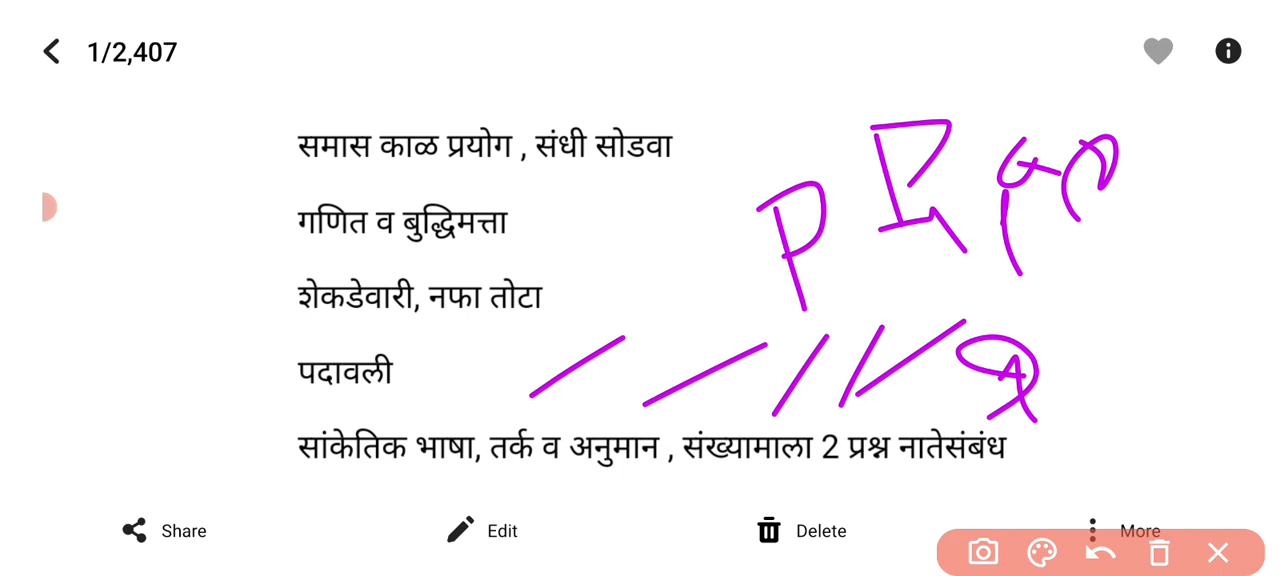 1/2,407
समास काळ प्रयोग , संधी सोडवा
गणित व बुद्धिमत्ता
शेकडेवारी, नफा तोटा
पदावली
सांकेतिक भाषा, तर्क व अनुमान , संख्यामाला 2 प्रश्न नातेसंबंध
Share Edit Delete More